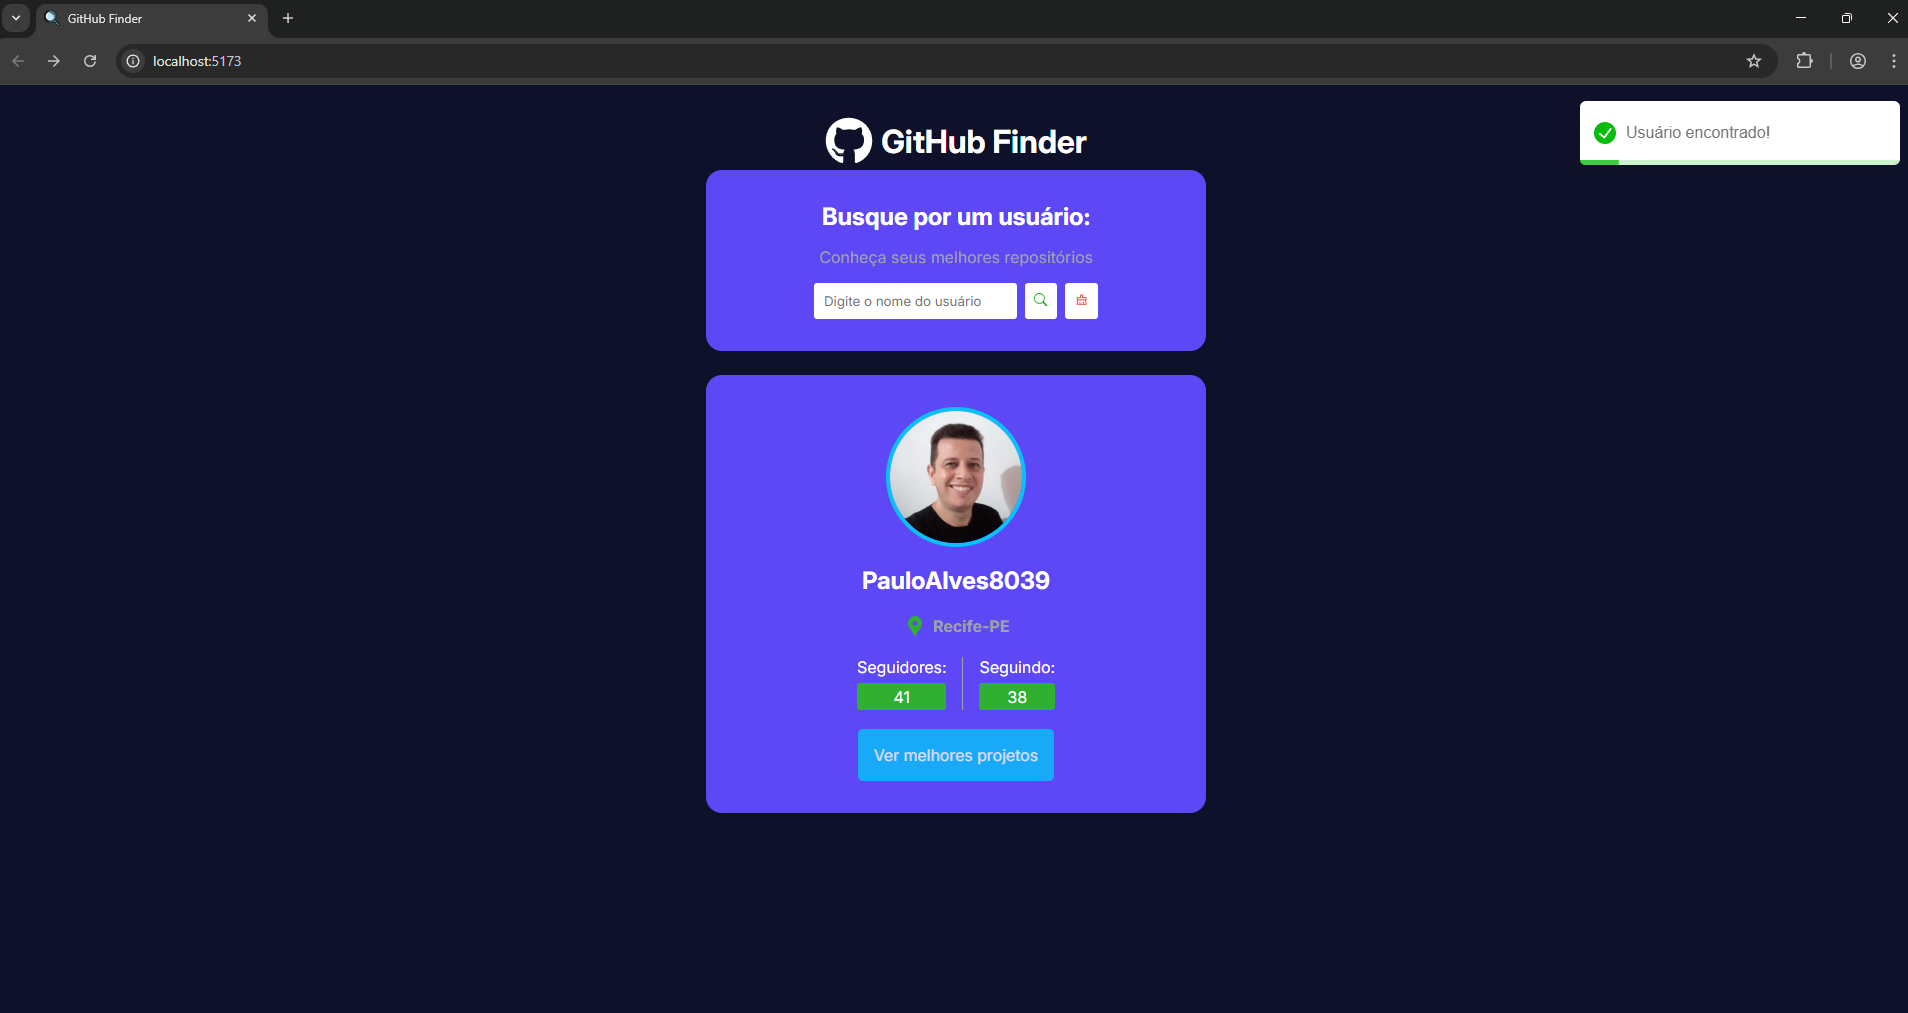 GitHub Finder
localhost:5173
GitHub Finder
Usuário encontrado!
Busque por um usuário:
Conheça seus melhores repositórios
Digite o nome do usuário
PauloAlves8039
Recife-PE
Seguidores: Seguindo:
41 38
Ver melhores projetos